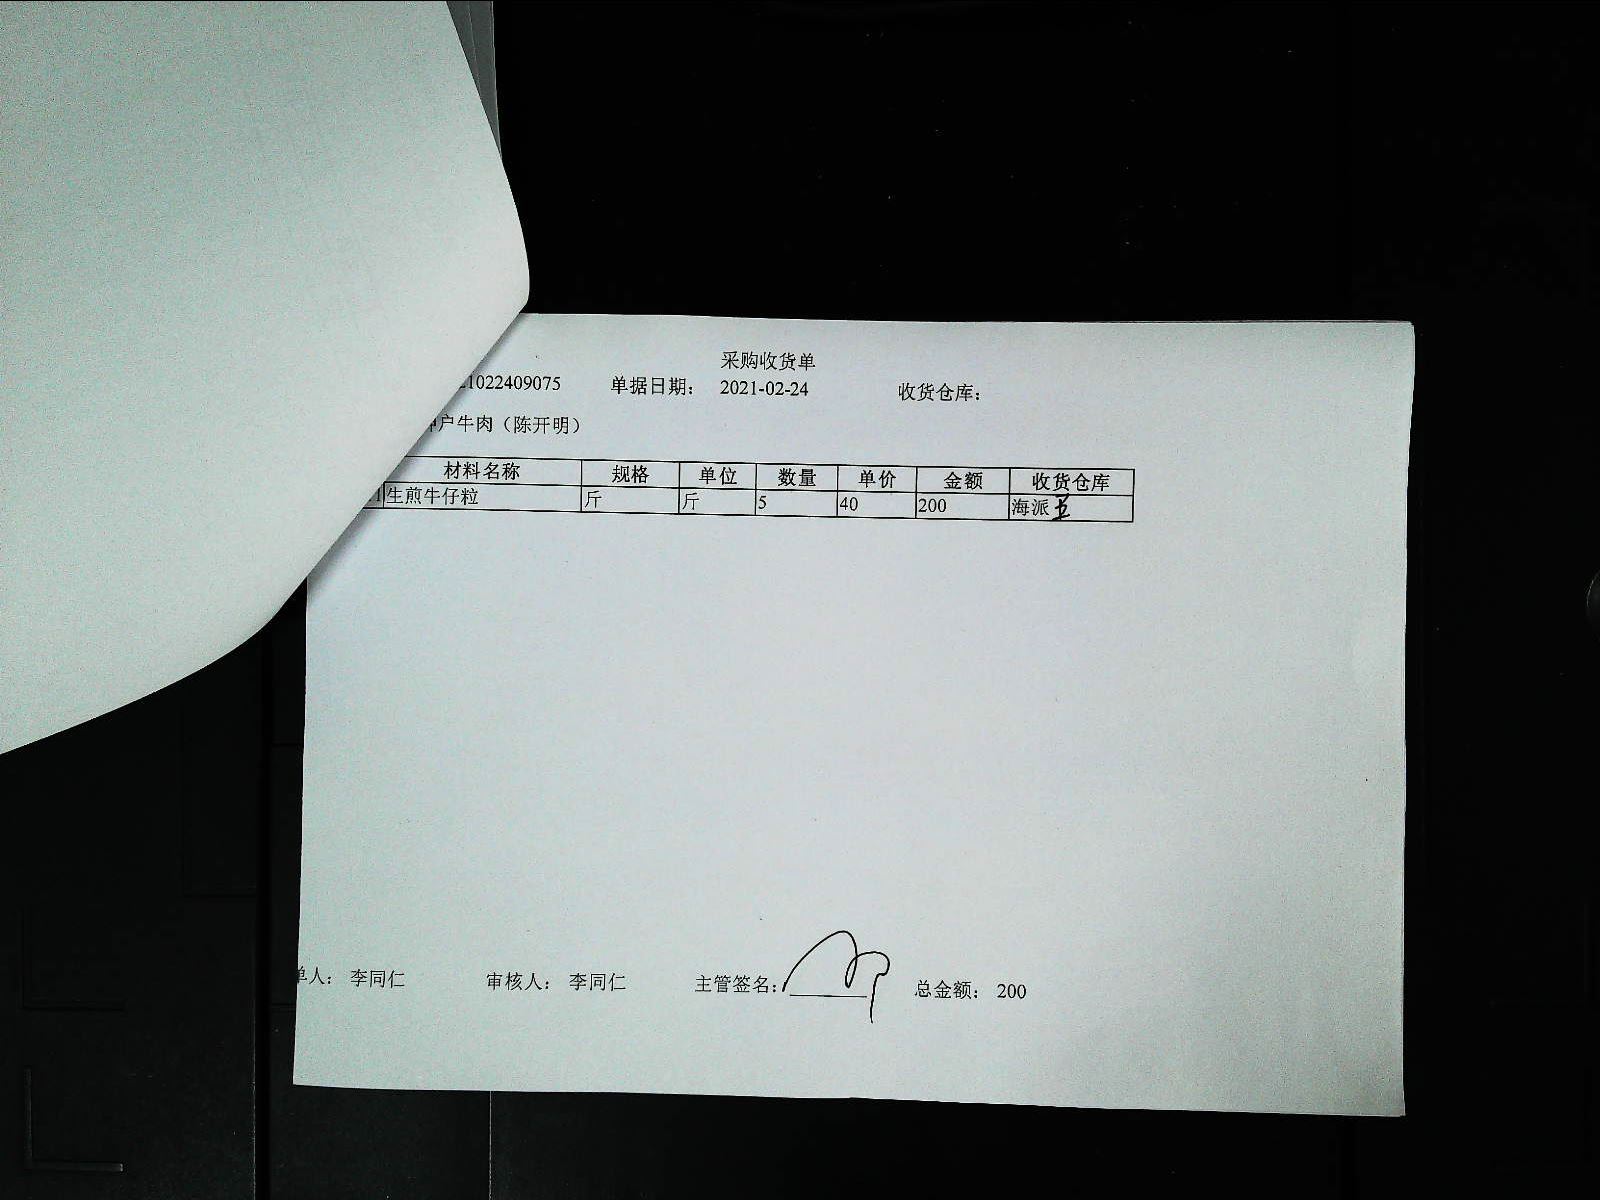 采购收货单
1022409075 单据日期： 2021-02-24 收货仓库：
户牛肉（陈开明）
材料名称 规格 单位 数量 单价 金额 收货仓库
1 生煎牛仔粒 斤 斤 5 40 200 海派
单人： 李同仁 审核人： 李同仁 主管签名： 总金额： 200